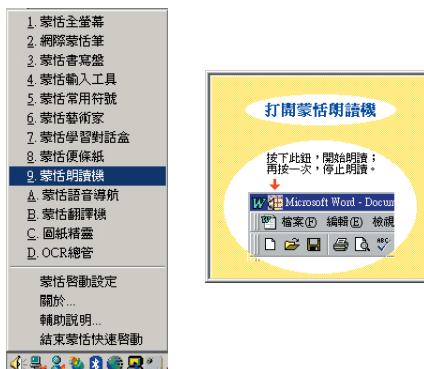 1. 蒙恬全螢幕
2. 網際蒙恬筆
3. 蒙恬書寫盤
4. 蒙恬輸入工具
5. 蒙恬常用符號
6. 蒙恬藝術家
7. 蒙恬學習對話盒
8. 蒙恬便條紙
9. 蒙恬朗讀機
A. 蒙恬語音導航
B. 蒙恬翻譯機
C. 圖紙精靈
D. OCR總管
蒙恬啟動設定
關於...
輔助說明...
結束蒙恬快速啟動
打開蒙恬朗讀機
按下此鈕，開始朗讀；
再按一次，停止朗讀。
Microsoft Word - Docum
檔案(F) 編輯(E) 檢視
ABC